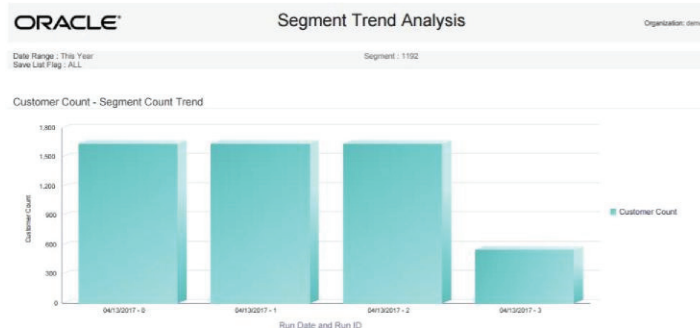 ORACLE®
Segment Trend Analysis
Organization: demo
Date Range : This Year
Segment : 1192
Save List Flag : ALL
Customer Count - Segment Count Trend
1,800
1,500
1,200
900
600
300
0
Customer Count
04/13/2017 - 0
04/13/2017 - 1
04/13/2017 - 2
04/13/2017 - 3
Run Date and Run ID
Customer Count